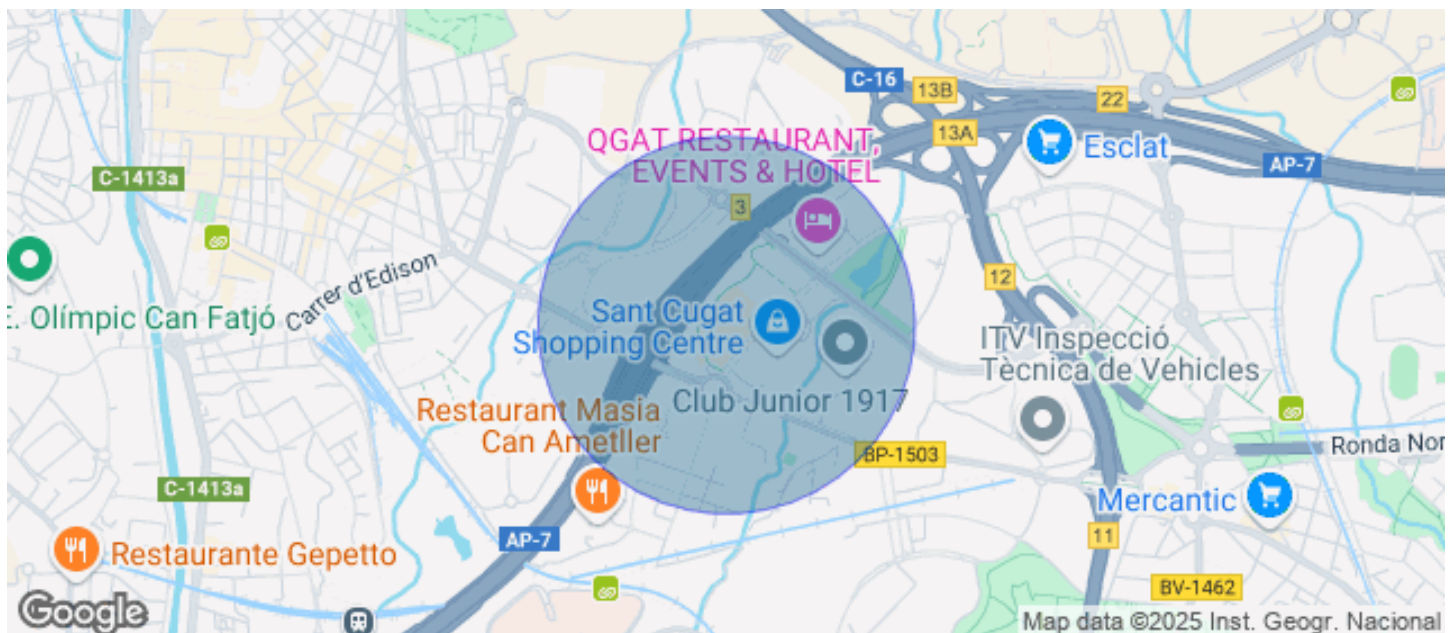 C-16
13B
22
13A
QGAT RESTAURANT,
EVENTS & HOTEL
Esclat
AP-7
C-1413a
3
Carrer d'Edison
12
E. Olímpic Can Fatjó
Sant Cugat
Shopping Centre
ITV Inspecció
Tècnica de Vehicles
Club Junior 1917
Restaurant Masia
Can Ametller
BP-1503
Ronda Nor
C-1413a
Mercantic
AP-7
11
Restaurante Gepetto
BV-1462
Google
Map data ©2025 Inst. Geogr. Nacional